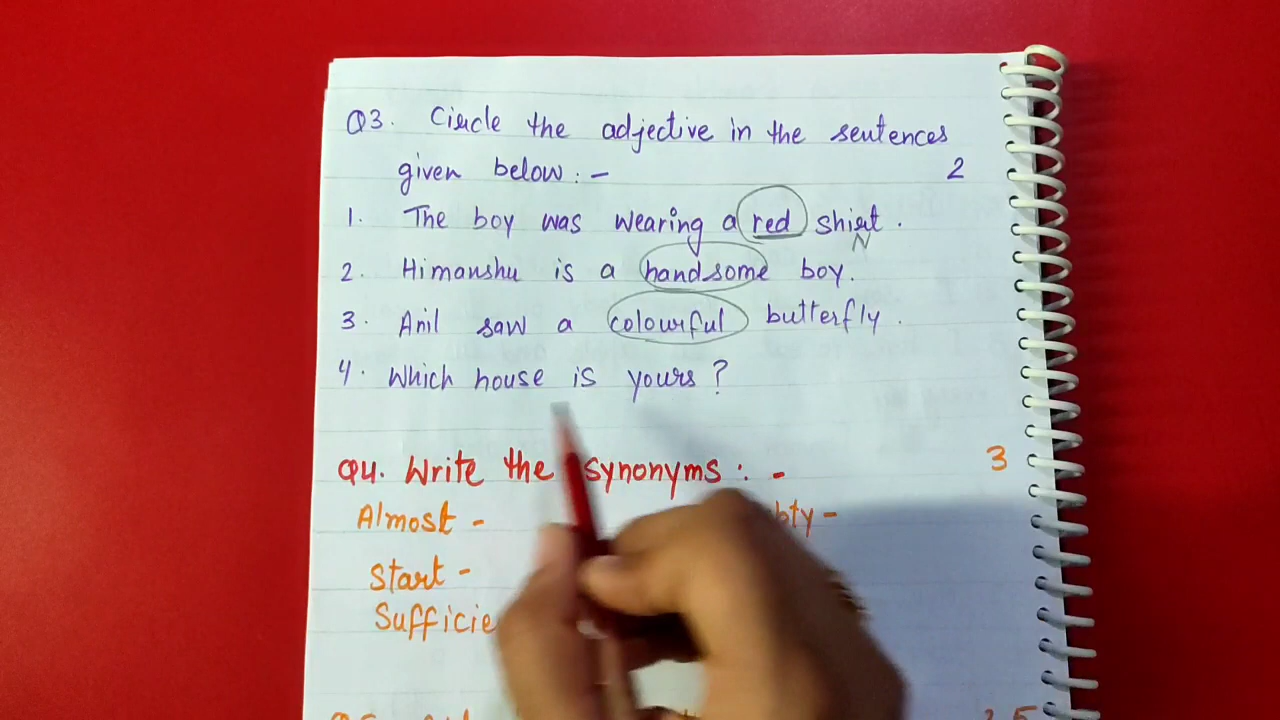 Q3. Circle the adjective in the sentences
given below : - 2
1. The boy was wearing a red shirt .
N
2. Himanshu is a handsome boy.
3. Anil saw a colourful butterfly .
4. Which house is yours ?
Q4. Write the synonyms : - 3
Almost -
Start -